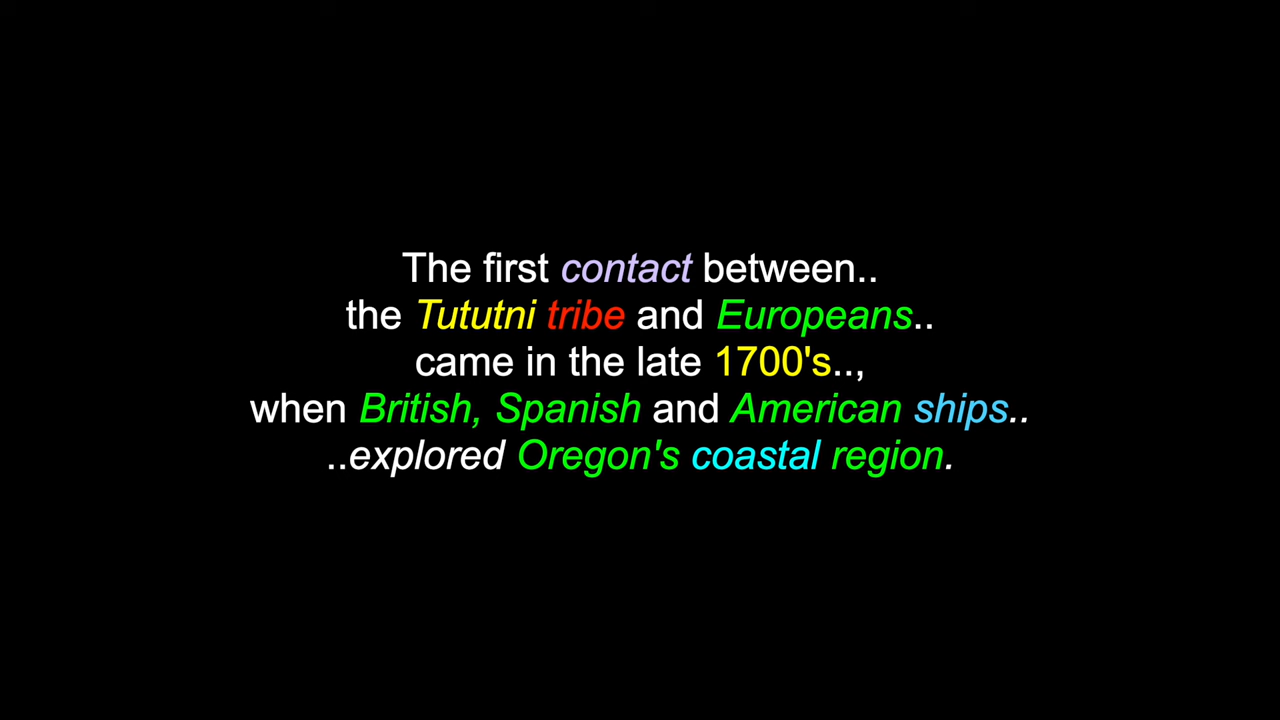 The first contact between..
the Tututni tribe and Europeans..
came in the late 1700's..,
when British, Spanish and American ships..
..explored Oregon's coastal region.